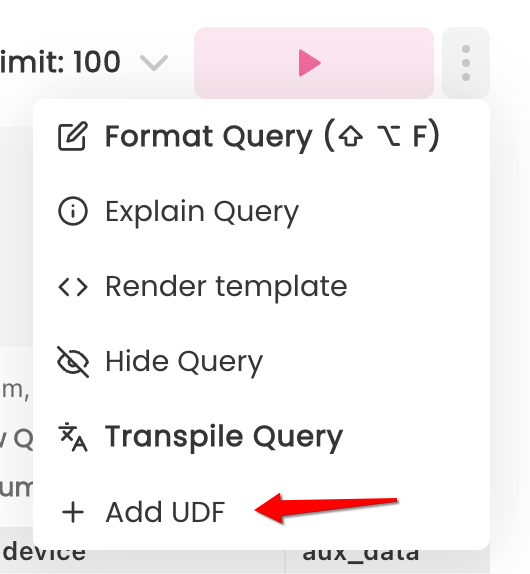 imit: 100
Format Query (⇧ ⌥ F)
Explain Query
Render template
Hide Query
m,
Transpile Query
Q
um
Add UDF
device
aux_data